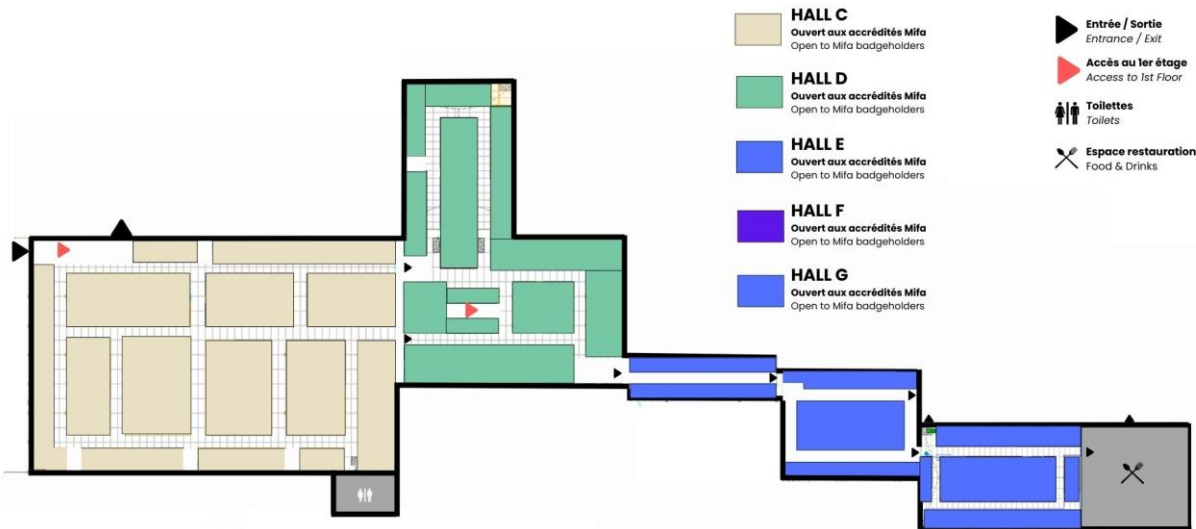 HALL C
Ouvert aux accrédités Mifa
Open to Mifa badgeholders
HALL D
Ouvert aux accrédités Mifa
Open to Mifa badgeholders
HALL E
Ouvert aux accrédités Mifa
Open to Mifa badgeholders
HALL F
Ouvert aux accrédités Mifa
Open to Mifa badgeholders
HALL G
Ouvert aux accrédités Mifa
Open to Mifa badgeholders
Entrée / Sortie
Entrance / Exit
Accès au 1er étage
Access to 1st Floor
Toilettes
Toilets
Espace restauration
Food & Drinks